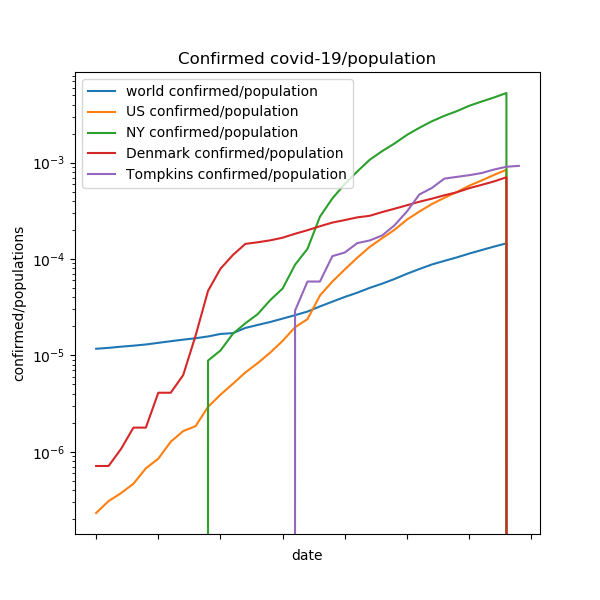 Confirmed covid-19/population
world confirmed/population
US confirmed/population
NY confirmed/population
Denmark confirmed/population
Tompkins confirmed/population
confirmed/populations
10⁻³
10⁻⁴
10⁻⁵
10⁻⁶
date